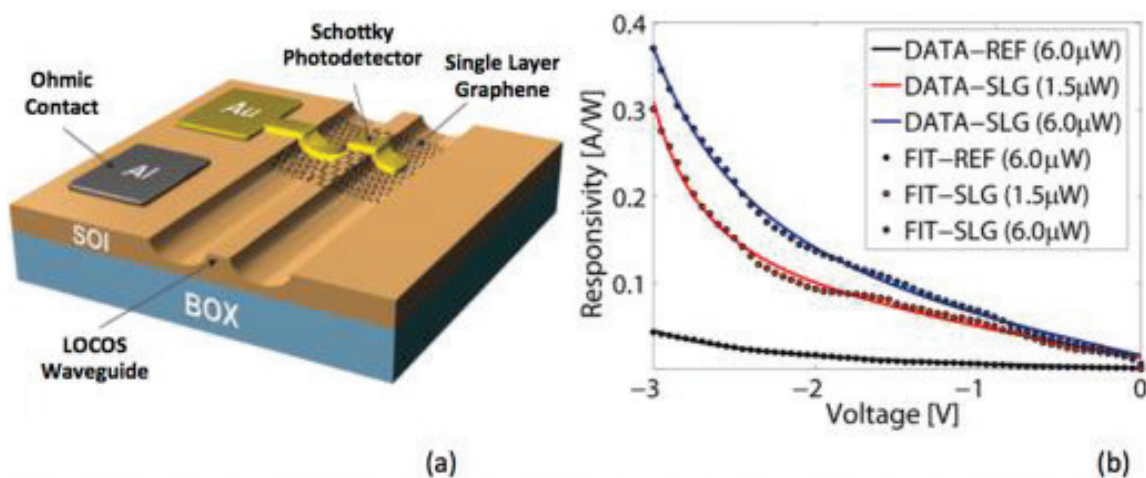 Schottky
Photodetector
Single Layer
Graphene
Ohmic
Contact
Au
Al
SOI
BOX
LOCOS
Waveguide
(a)
0.4
0.3
0.2
0.1
Responsivity [A/W]
DATA−REF (6.0μW)
DATA−SLG (1.5μW)
DATA−SLG (6.0μW)
FIT−REF (6.0μW)
FIT−SLG (1.5μW)
FIT−SLG (6.0μW)
−3
−2
−1
0
Voltage [V]
(b)